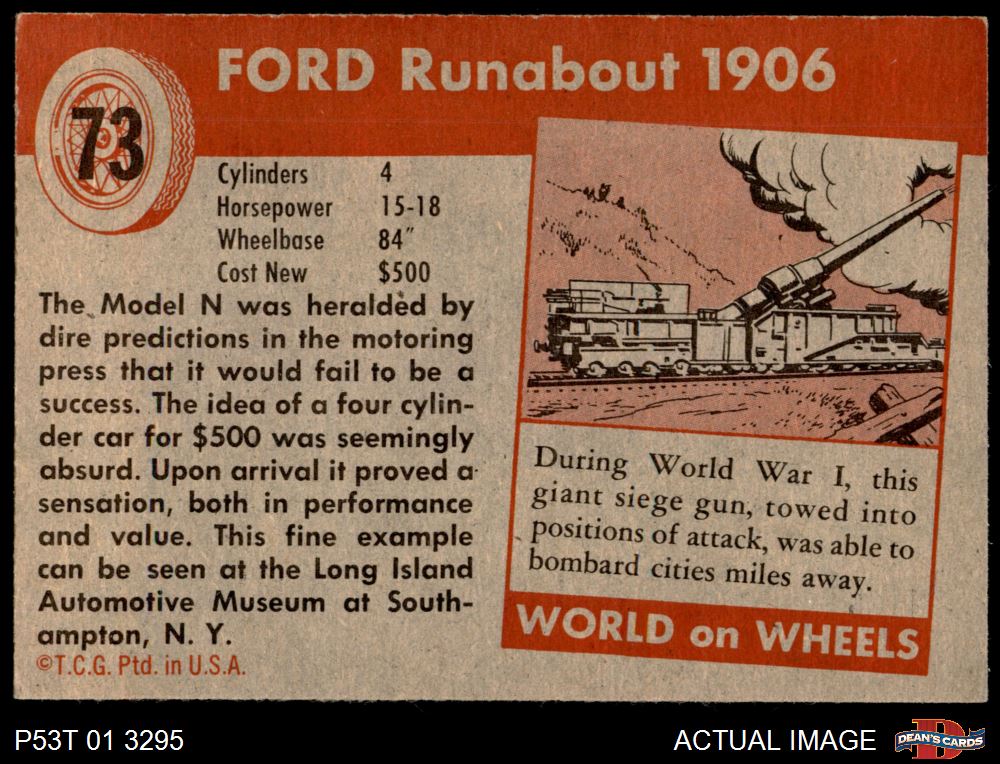 73
FORD Runabout 1906
Cylinders 4
Horsepower 15-18
Wheelbase 84"
Cost New $500
The Model N was heralded by
dire predictions in the motoring
press that it would fail to be a
success. The idea of a four cylin-
der car for $500 was seemingly
absurd. Upon arrival it proved a
sensation, both in performance
and value. This fine example
can be seen at the Long Island
Automotive Museum at South-
ampton, N. Y.
©T.C.G. Ptd. in U.S.A.
During World War I, this
giant siege gun, towed into
positions of attack, was able to
bombard cities miles away.
WORLD on WHEELS
P53T 01 3295
ACTUAL IMAGE
D
DEAN'S CARDS